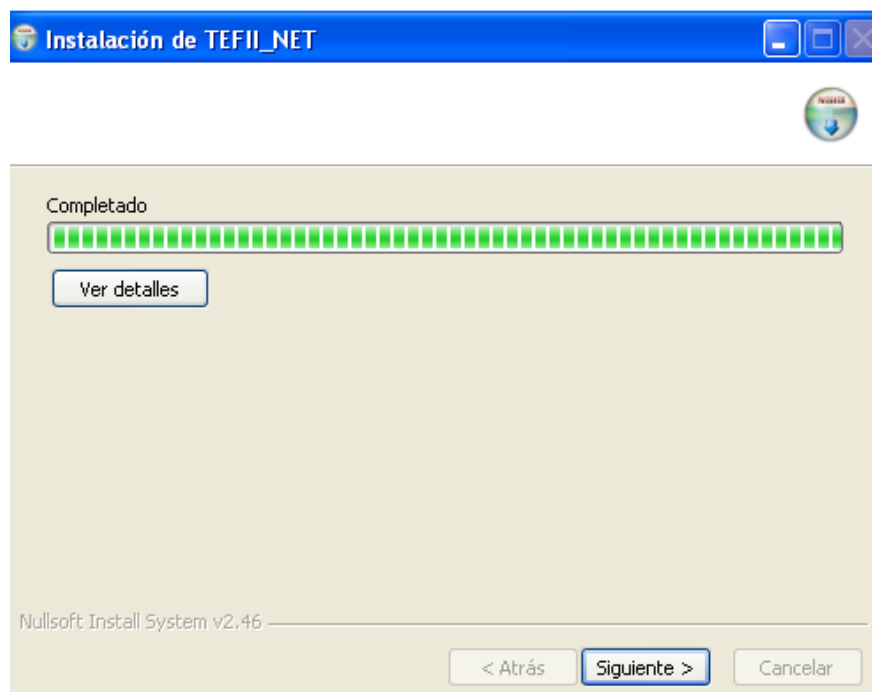 Instalación de TEFII_NET
Completado
Ver detalles
Nullsoft Install System v2.46
< Atrás
Siguiente >
Cancelar